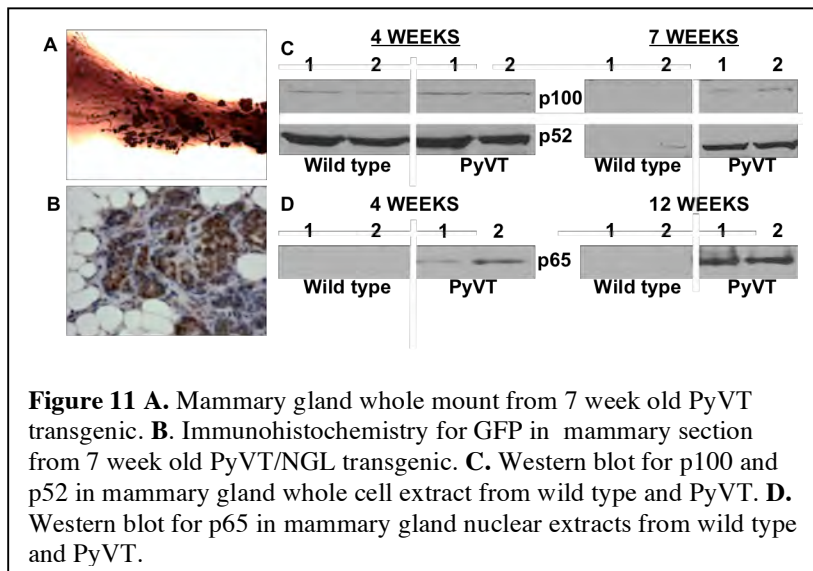 A
C
4 WEEKS
7 WEEKS
1 2 1 2 1 2 1 2
p100
p52
Wild type PyVT Wild type PyVT
B
D
4 WEEKS
12 WEEKS
1 2 1 2 1 2 1 2
p65
Wild type PyVT Wild type PyVT
Figure 11 A. Mammary gland whole mount from 7 week old PyVT
transgenic. B. Immunohistochemistry for GFP in mammary section
from 7 week old PyVT/NGL transgenic. C. Western blot for p100 and
p52 in mammary gland whole cell extract from wild type and PyVT. D.
Western blot for p65 in mammary gland nuclear extracts from wild type
and PyVT.